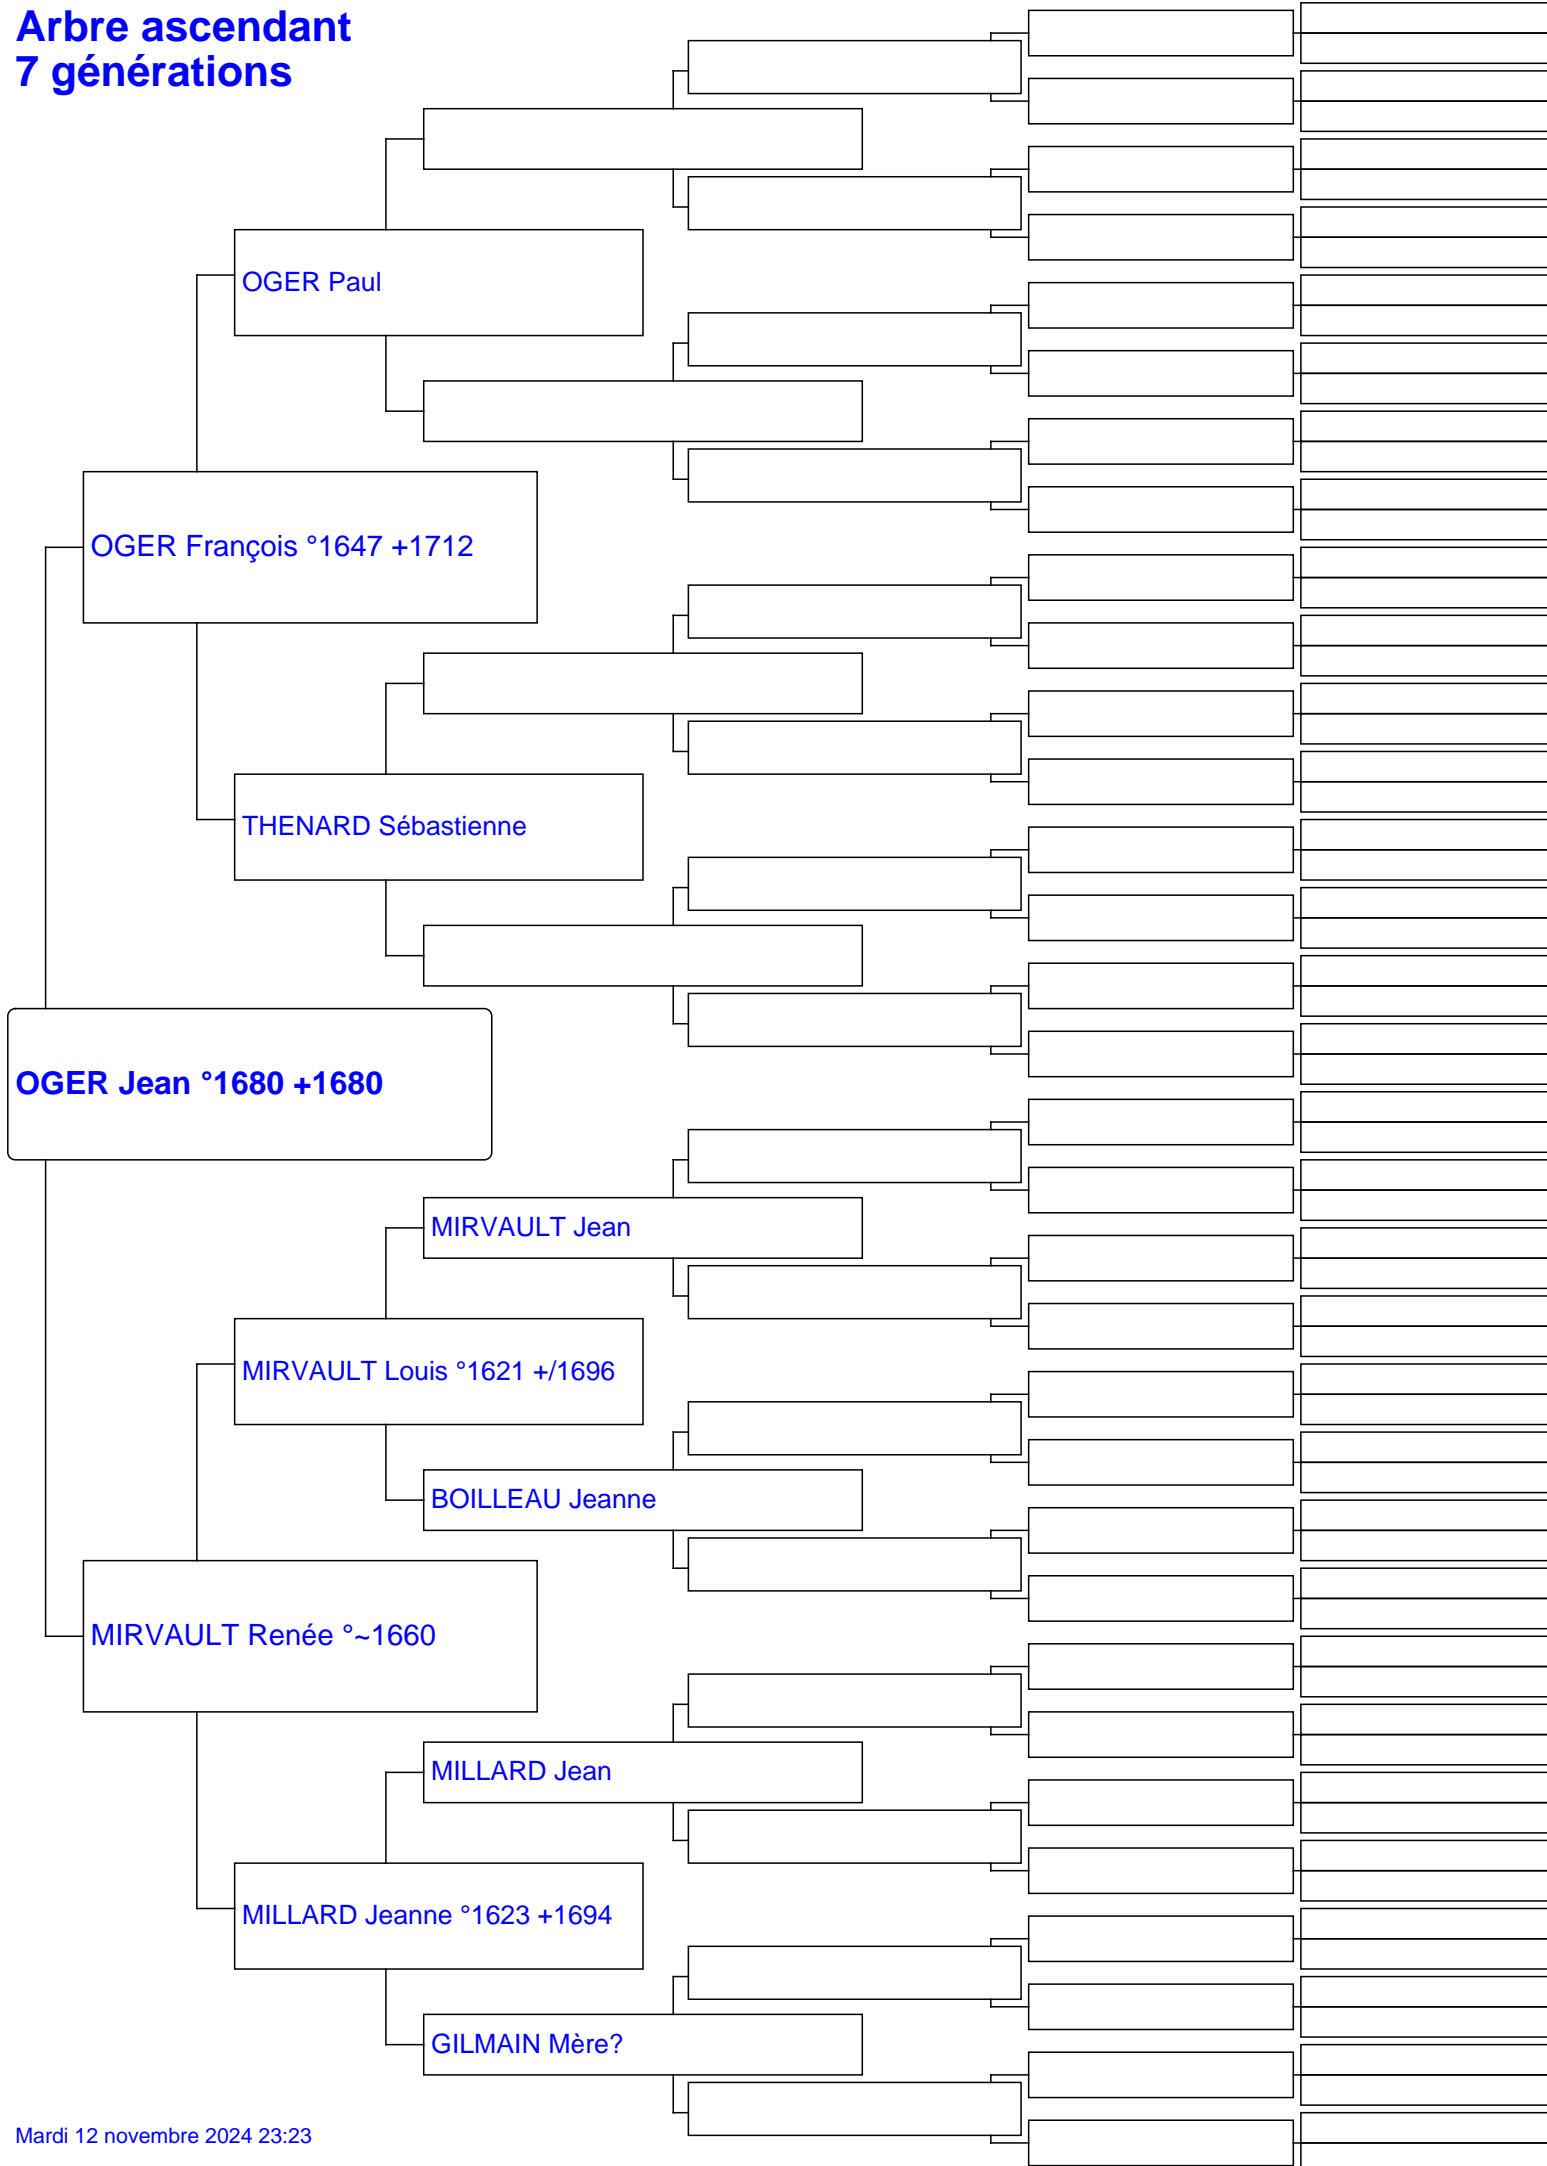 Arbre ascendant
7 générations
OGER Paul
OGER François °1647 +1712
THENARD Sébastienne
OGER Jean °1680 +1680
MIRVAULT Jean
MIRVAULT Louis °1621 +/1696
BOILLEAU Jeanne
MIRVAULT Renée °~1660
MILLARD Jean
MILLARD Jeanne °1623 +1694
GILMAIN Mère?
Mardi 12 novembre 2024 23:23